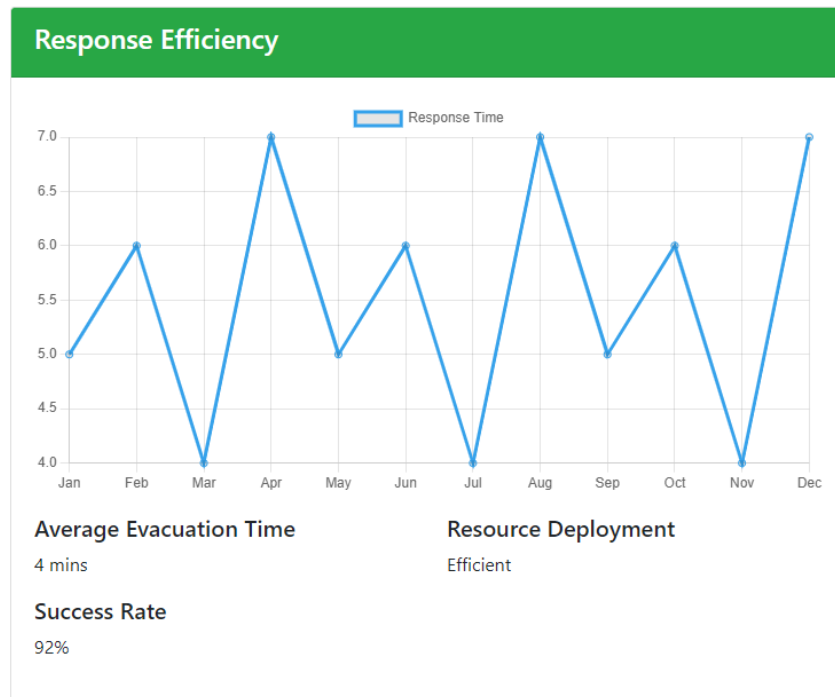 Response Efficiency
Response Time
7.0
6.5
6.0
5.5
5.0
4.5
4.0
Jan Feb Mar Apr May Jun Jul Aug Sep Oct Nov Dec
Average Evacuation Time
4 mins
Resource Deployment
Efficient
Success Rate
92%